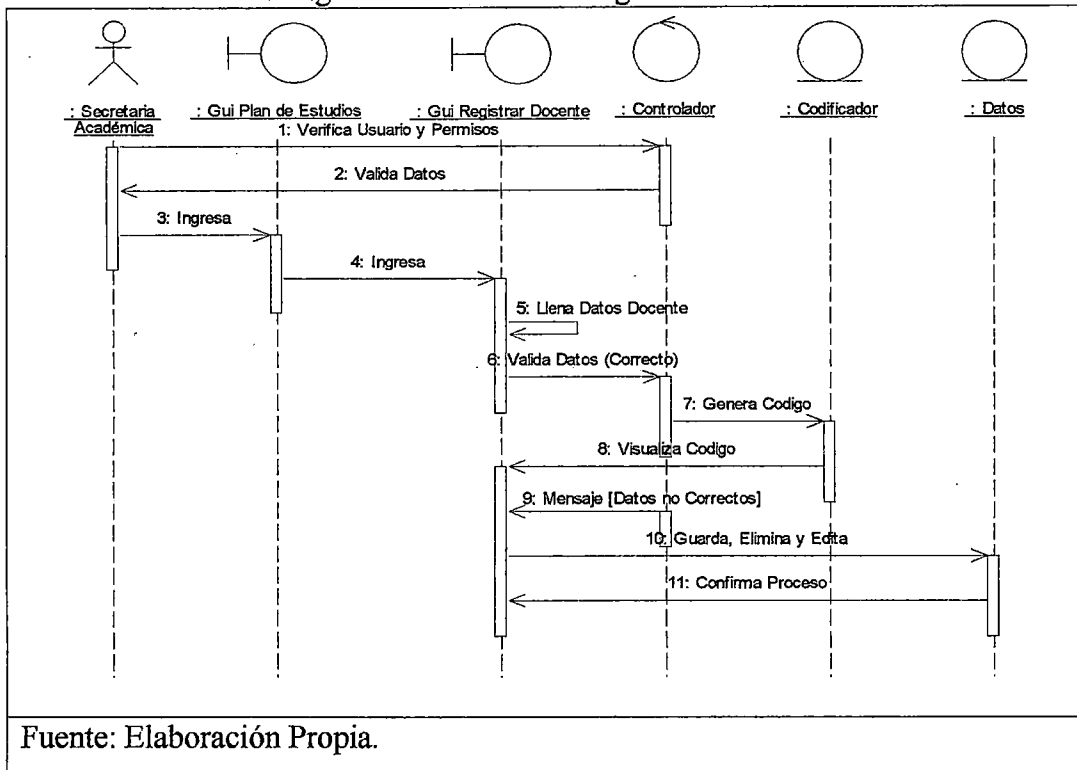 : Secretaria
Académica
: Gui Plan de Estudios
: Gui Registrar Docente
: Controlador
: Codificador
: Datos
1: Verifica Usuario y Permisos
2: Valida Datos
3: Ingresa
4: Ingresa
5: Llena Datos Docente
6: Valida Datos (Correcto)
7: Genera Codigo
8: Visualiza Codigo
9: Mensaje [Datos no Correctos]
10: Guarda, Elimina y Edita
11: Confirma Proceso
Fuente: Elaboración Propia.